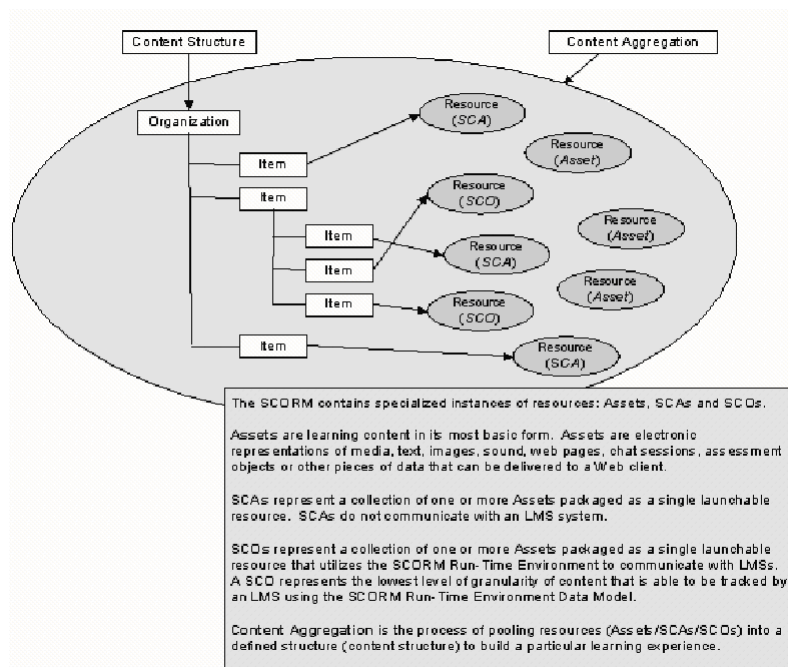 Content Structure
Content Aggregation
Organization
Resource
(SCA)
Resource
(Asset)
Item
Item
Resource
(SCO)
Resource
(Asset)
Item
Resource
(SCA)
Item
Resource
(Asset)
Item
Resource
(SCO)
Item
Resource
(SCA)
The SCORM contains specialized instances of resources: Assets, SCAs and SCOs.
Assets are learning content in its most basic form. Assets are electronic
representations of media, text, images, sound, web pages, chat sessions, assessment
objects or other pieces of data that can be delivered to a Web client.
SCAs represent a collection of one or more Assets packaged as a single launchable
resource. SCAs do not communicate with an LMS system.
SCOs represent a collection of one or more Assets packaged as a single launchable
resource that utilizes the SCORM Run-Time Environment to communicate with LMSs.
A SCO represents the lowest level of granularity of content that is able to be tracked by
an LMS using the SCORM Run-Time Environment Data Model.
Content Aggregation is the process of pooling resources (Assets/SCAs/SCOs) into a
defined structure (content structure) to build a particular learning experience.